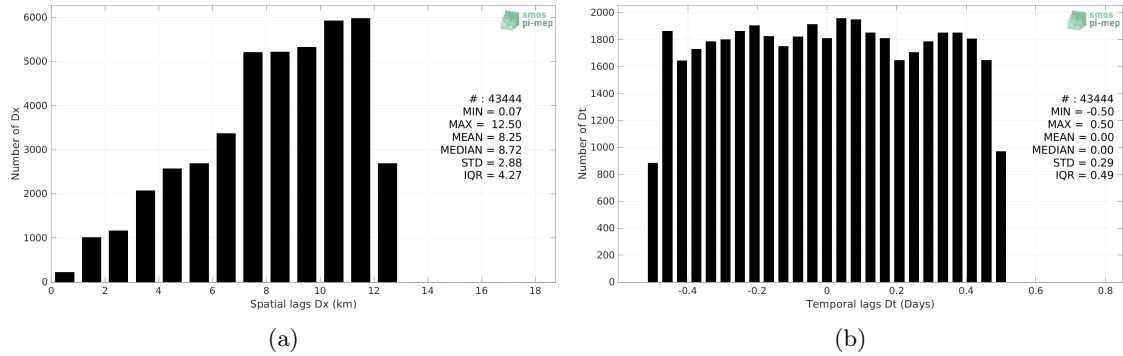 smos
pi-mep
6000
5000
4000
3000
2000
1000
0
Number of Dx
# : 43444
MIN = 0.07
MAX = 12.50
MEAN = 8.25
MEDIAN = 8.72
STD = 2.88
IQR = 4.27
0 2 4 6 8 10 12 14 16 18
Spatial lags Dx (km)
(a)
smos
pi-mep
2000
1800
1600
1400
1200
1000
800
600
400
200
0
Number of Dt
# : 43444
MIN = -0.50
MAX = 0.50
MEAN = 0.00
MEDIAN = 0.00
STD = 0.29
IQR = 0.49
-0.4 -0.2 0 0.2 0.4 0.6 0.8
Temporal lags Dt (Days)
(b)